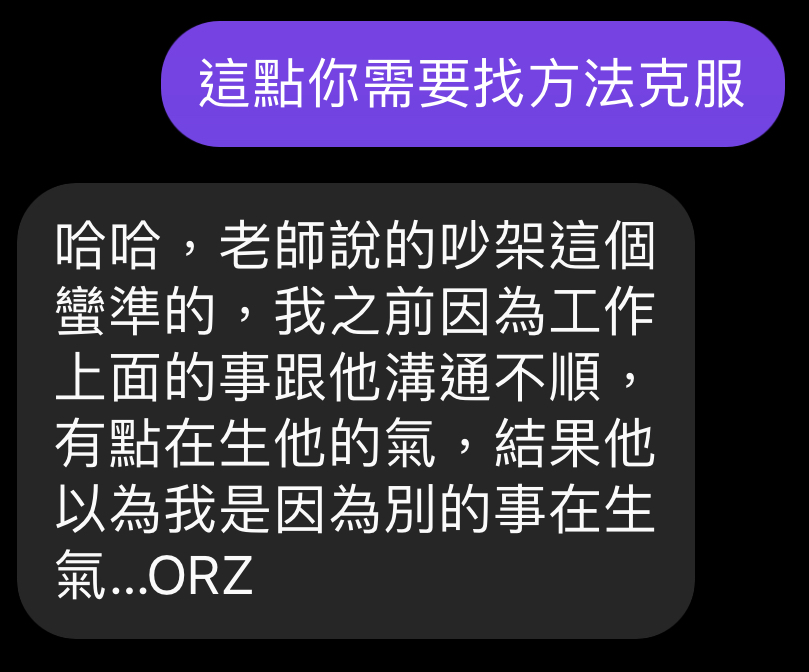 這點你需要找方法克服
哈哈，老師說的吵架這個
蠻準的，我之前因為工作
上面的事跟他溝通不順，
有點在生他的氣，結果他
以為我是因為別的事在生
氣...ORZ